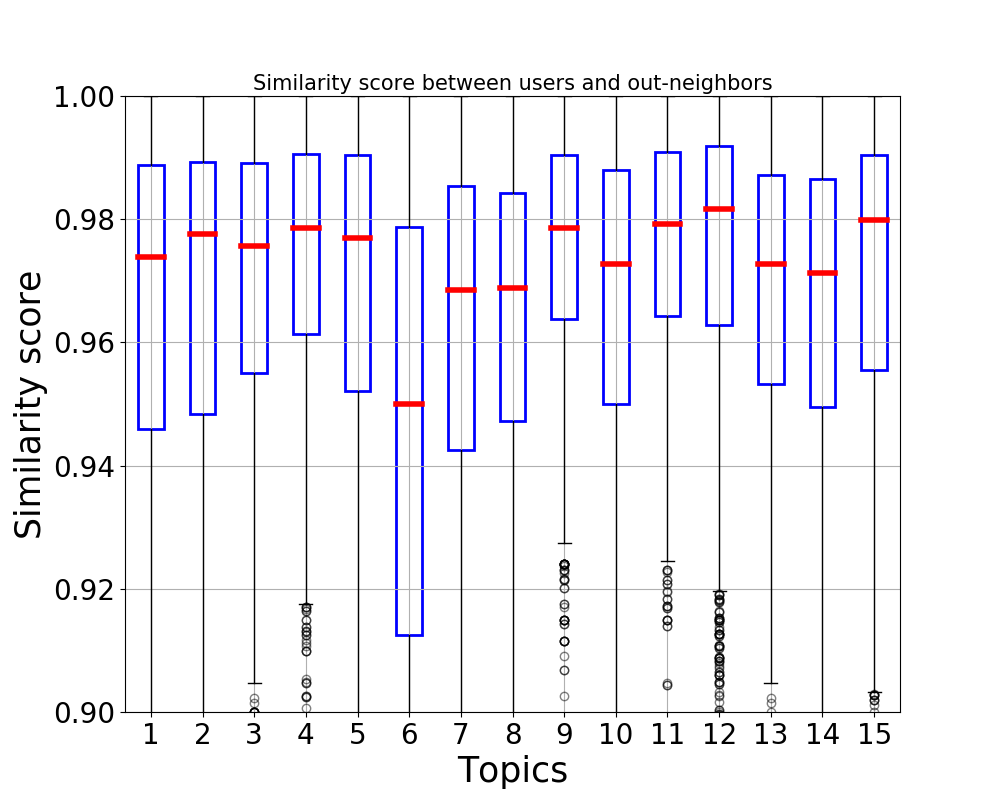 Similarity score between users and out-neighbors
1.00
0.98
0.96
0.94
0.92
0.90
Similarity score
1 2 3 4 5 6 7 8 9 10 11 12 13 14 15
Topics